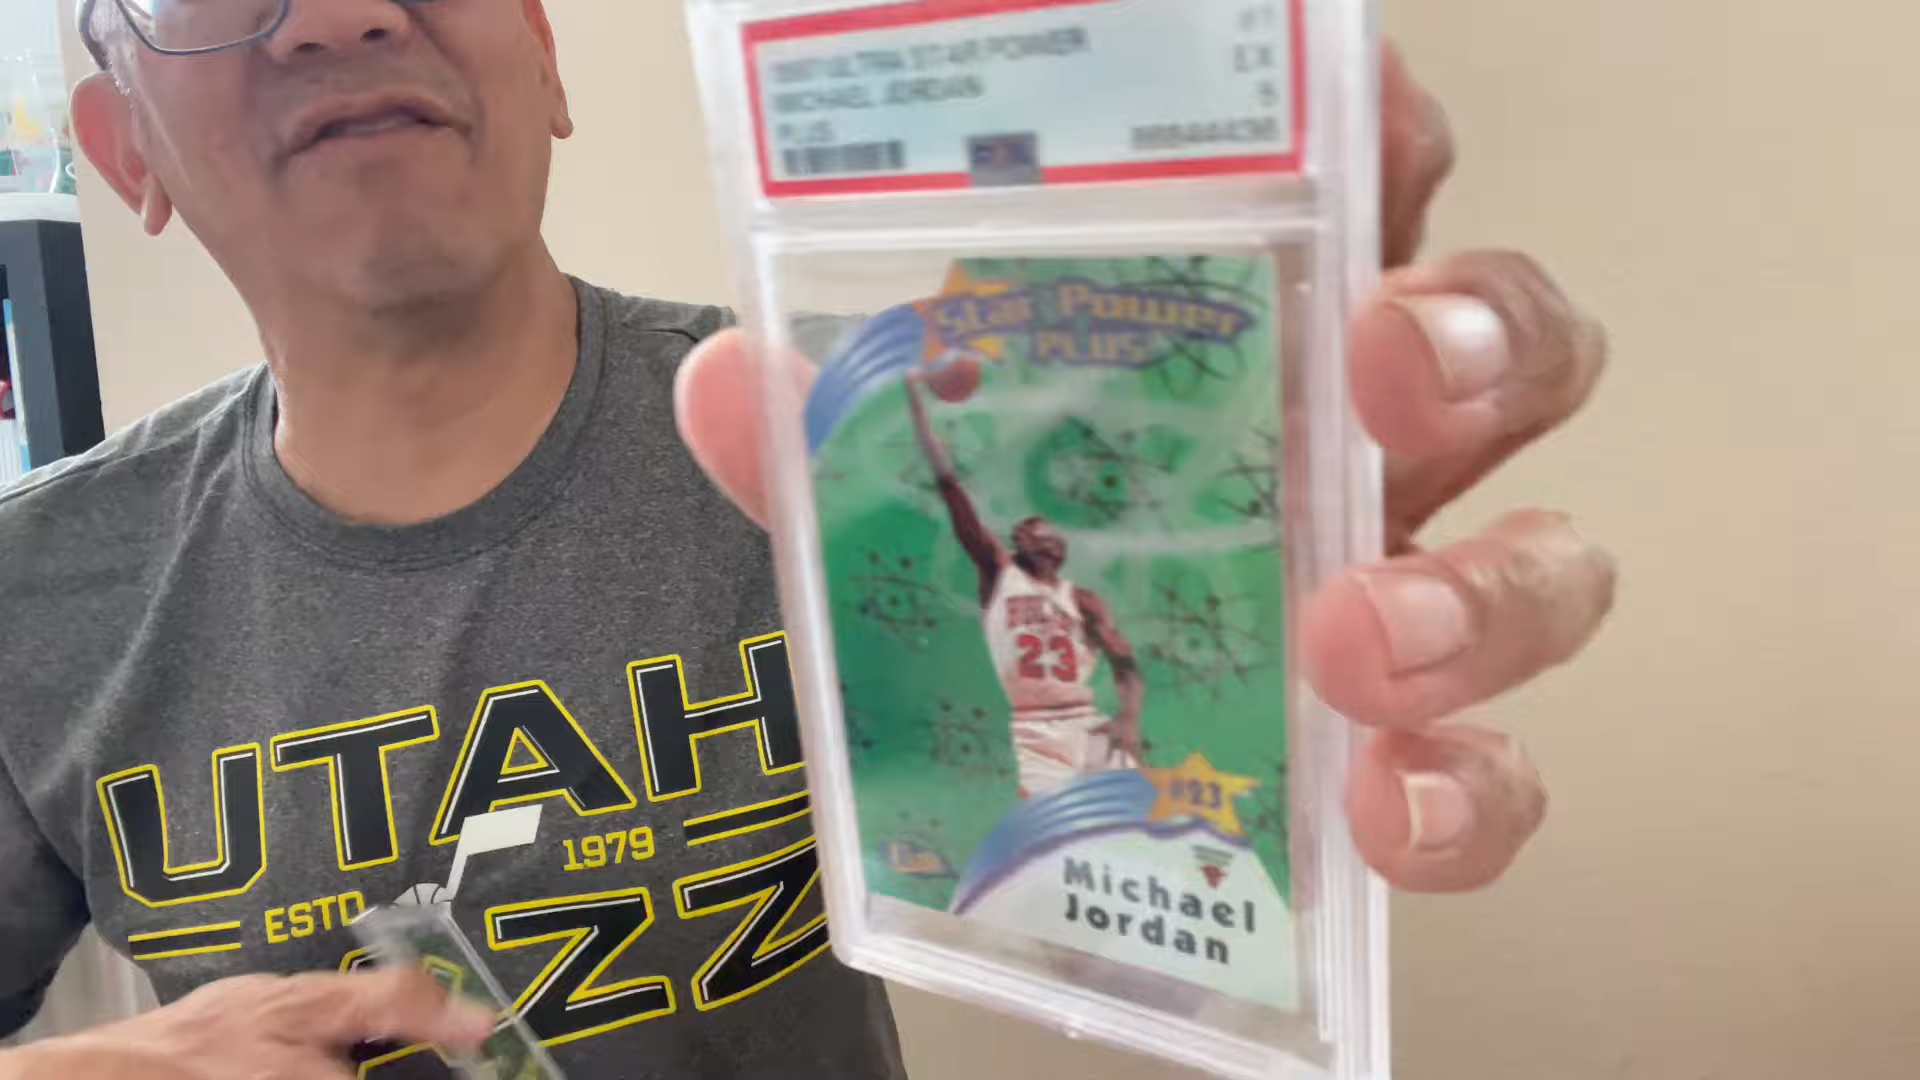 1997 ULTRA STAR POWER #1
MICHAEL JORDAN EX
PLUS 5
Star Power
PLUS
BULLS
23
#23
Michael
Jordan
UTAH
1979
ESTD
ZZ